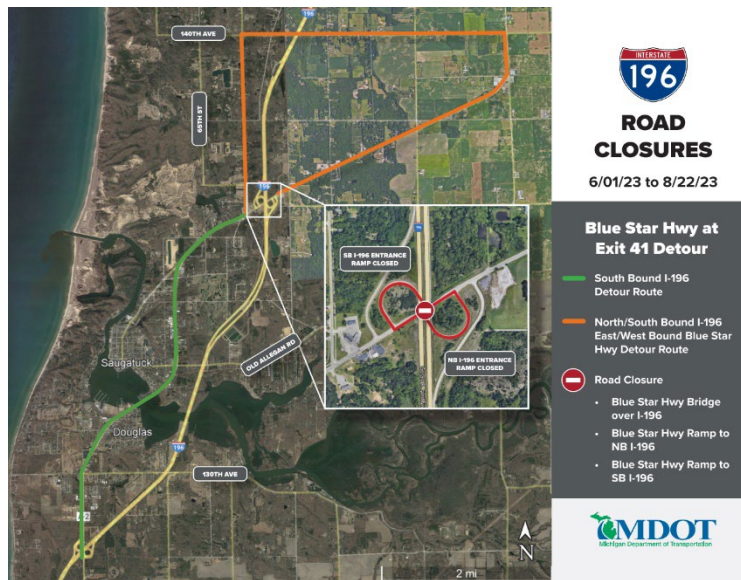 196
140TH AVE
65TH ST
196
SB I-196 ENTRANCE
RAMP CLOSED
NB I-196 ENTRANCE
RAMP CLOSED
OLD ALLEGAN RD
Saugatuck
Douglas
196
130TH AVE
N
2 mi
INTERSTATE
196
ROAD
CLOSURES
6/01/23 to 8/22/23
Blue Star Hwy at
Exit 41 Detour
South Bound I-196
Detour Route
North/South Bound I-196
East/West Bound Blue Star
Hwy Detour Route
Road Closure
• Blue Star Hwy Bridge
over I-196
• Blue Star Hwy Ramp to
NB I-196
• Blue Star Hwy Ramp to
SB I-196
MDOT
Michigan Department of Transportation